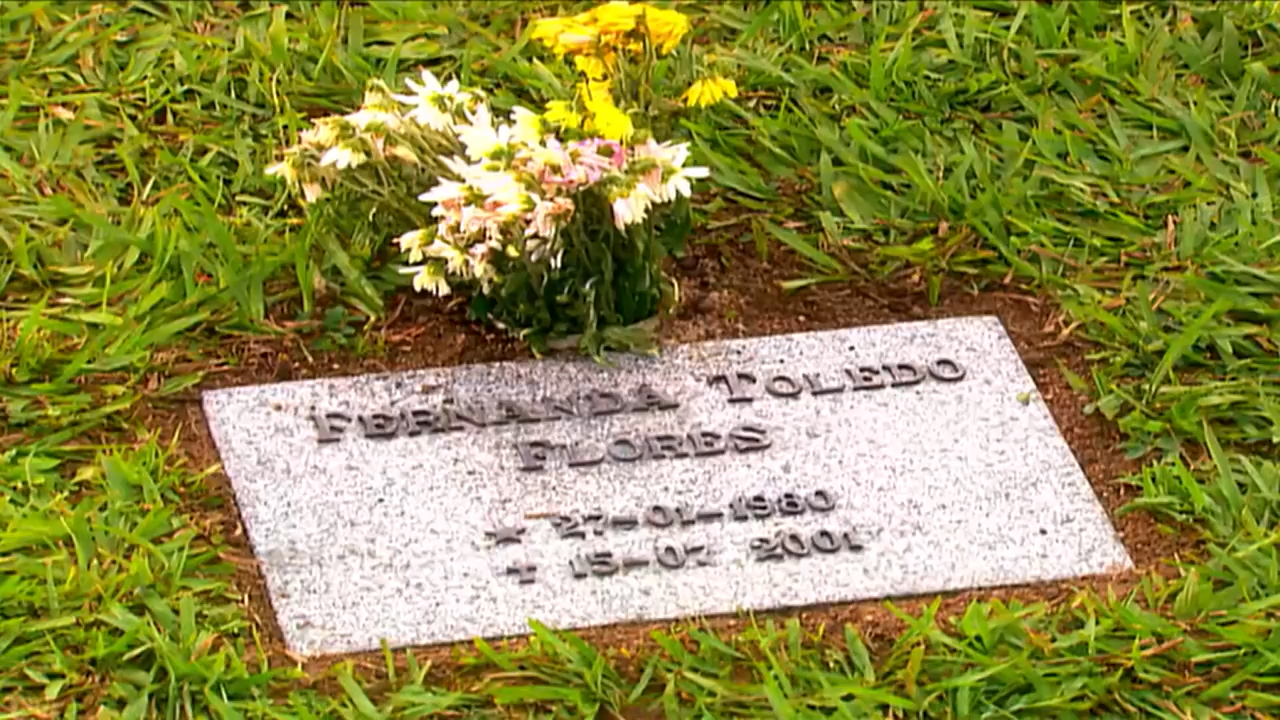 FERNANDA TOLEDO
FLORES
★ 27-01-1980
✝ 15-07 2001